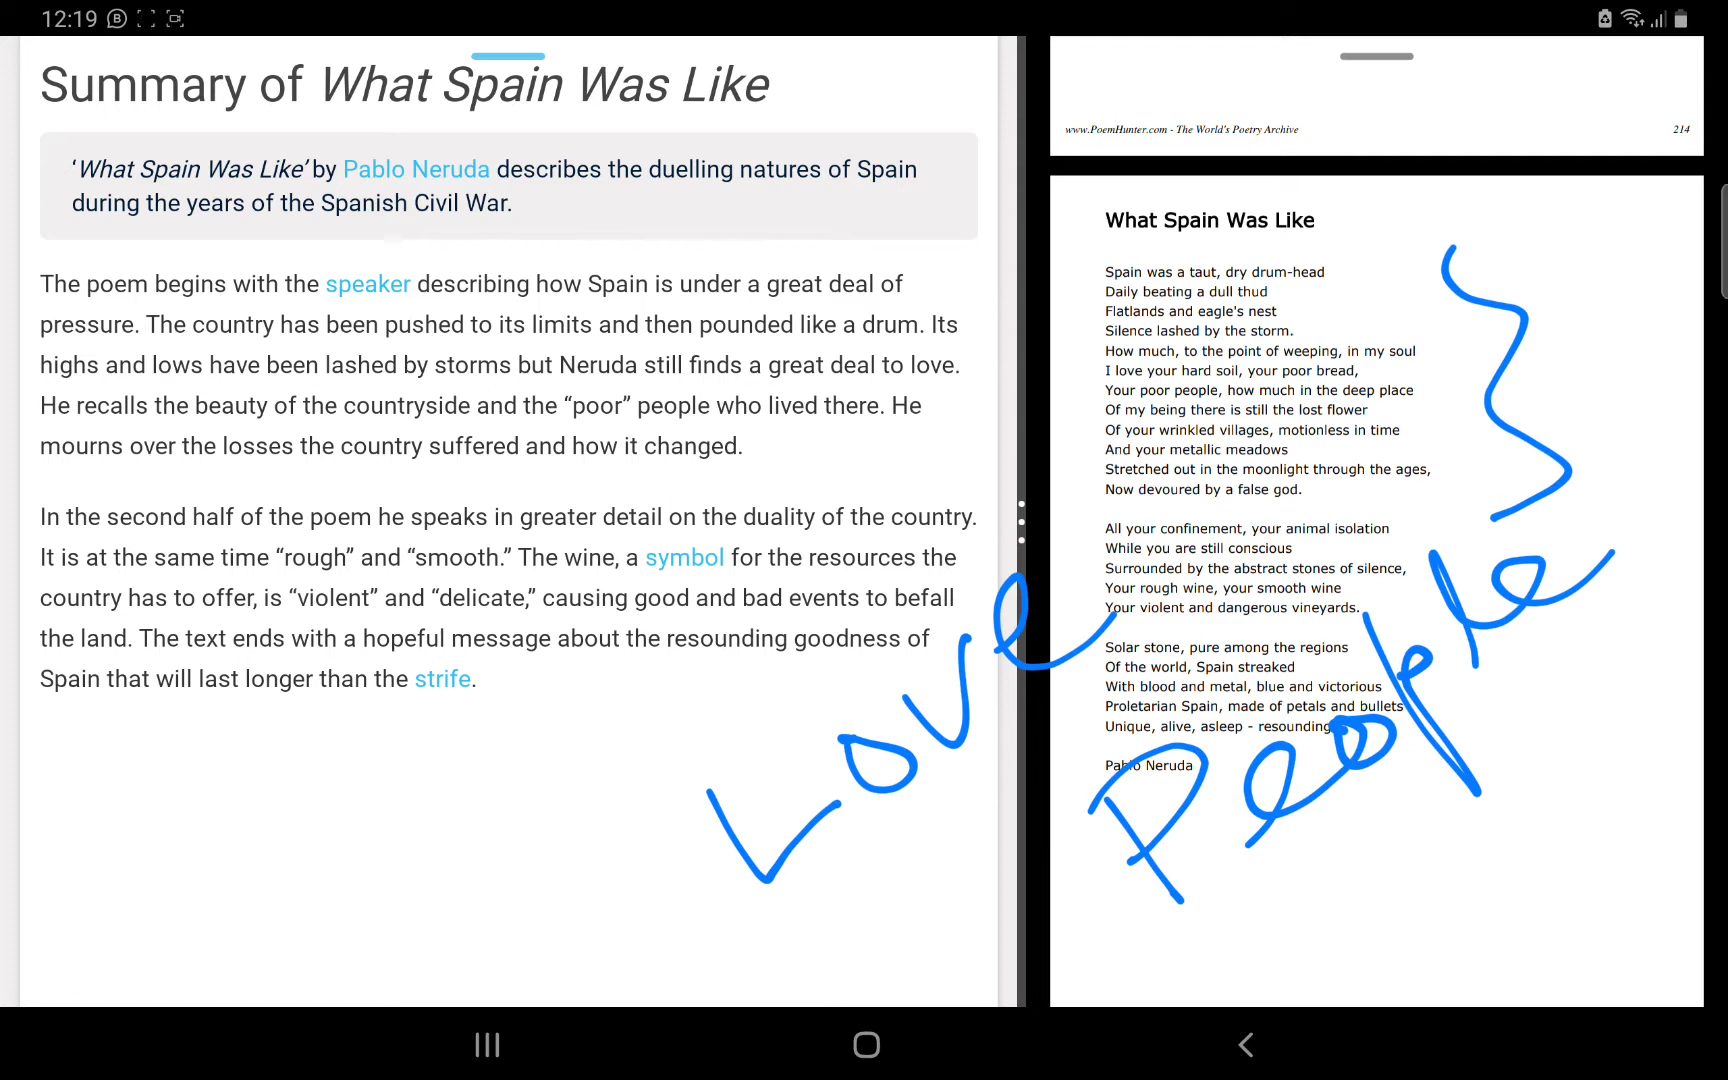 12:19
Summary of What Spain Was Like
‘What Spain Was Like’ by Pablo Neruda describes the duelling natures of Spain
during the years of the Spanish Civil War.
The poem begins with the speaker describing how Spain is under a great deal of
pressure. The country has been pushed to its limits and then pounded like a drum. Its
highs and lows have been lashed by storms but Neruda still finds a great deal to love.
He recalls the beauty of the countryside and the “poor” people who lived there. He
mourns over the losses the country suffered and how it changed.
In the second half of the poem he speaks in greater detail on the duality of the country.
It is at the same time “rough” and “smooth.” The wine, a symbol for the resources the
country has to offer, is “violent” and “delicate,” causing good and bad events to befall
the land. The text ends with a hopeful message about the resounding goodness of
Spain that will last longer than the strife.
www.PoemHunter.com - The World's Poetry Archive 214
What Spain Was Like
Spain was a taut, dry drum-head
Daily beating a dull thud
Flatlands and eagle's nest
Silence lashed by the storm.
How much, to the point of weeping, in my soul
I love your hard soil, your poor bread,
Your poor people, how much in the deep place
Of my being there is still the lost flower
Of your wrinkled villages, motionless in time
And your metallic meadows
Stretched out in the moonlight through the ages,
Now devoured by a false god.
All your confinement, your animal isolation
While you are still conscious
Surrounded by the abstract stones of silence,
Your rough wine, your smooth wine
Your violent and dangerous vineyards.
Solar stone, pure among the regions
Of the world, Spain streaked
With blood and metal, blue and victorious
Proletarian Spain, made of petals and bullets
Unique, alive, asleep - resounding
Pablo Neruda
Love
People